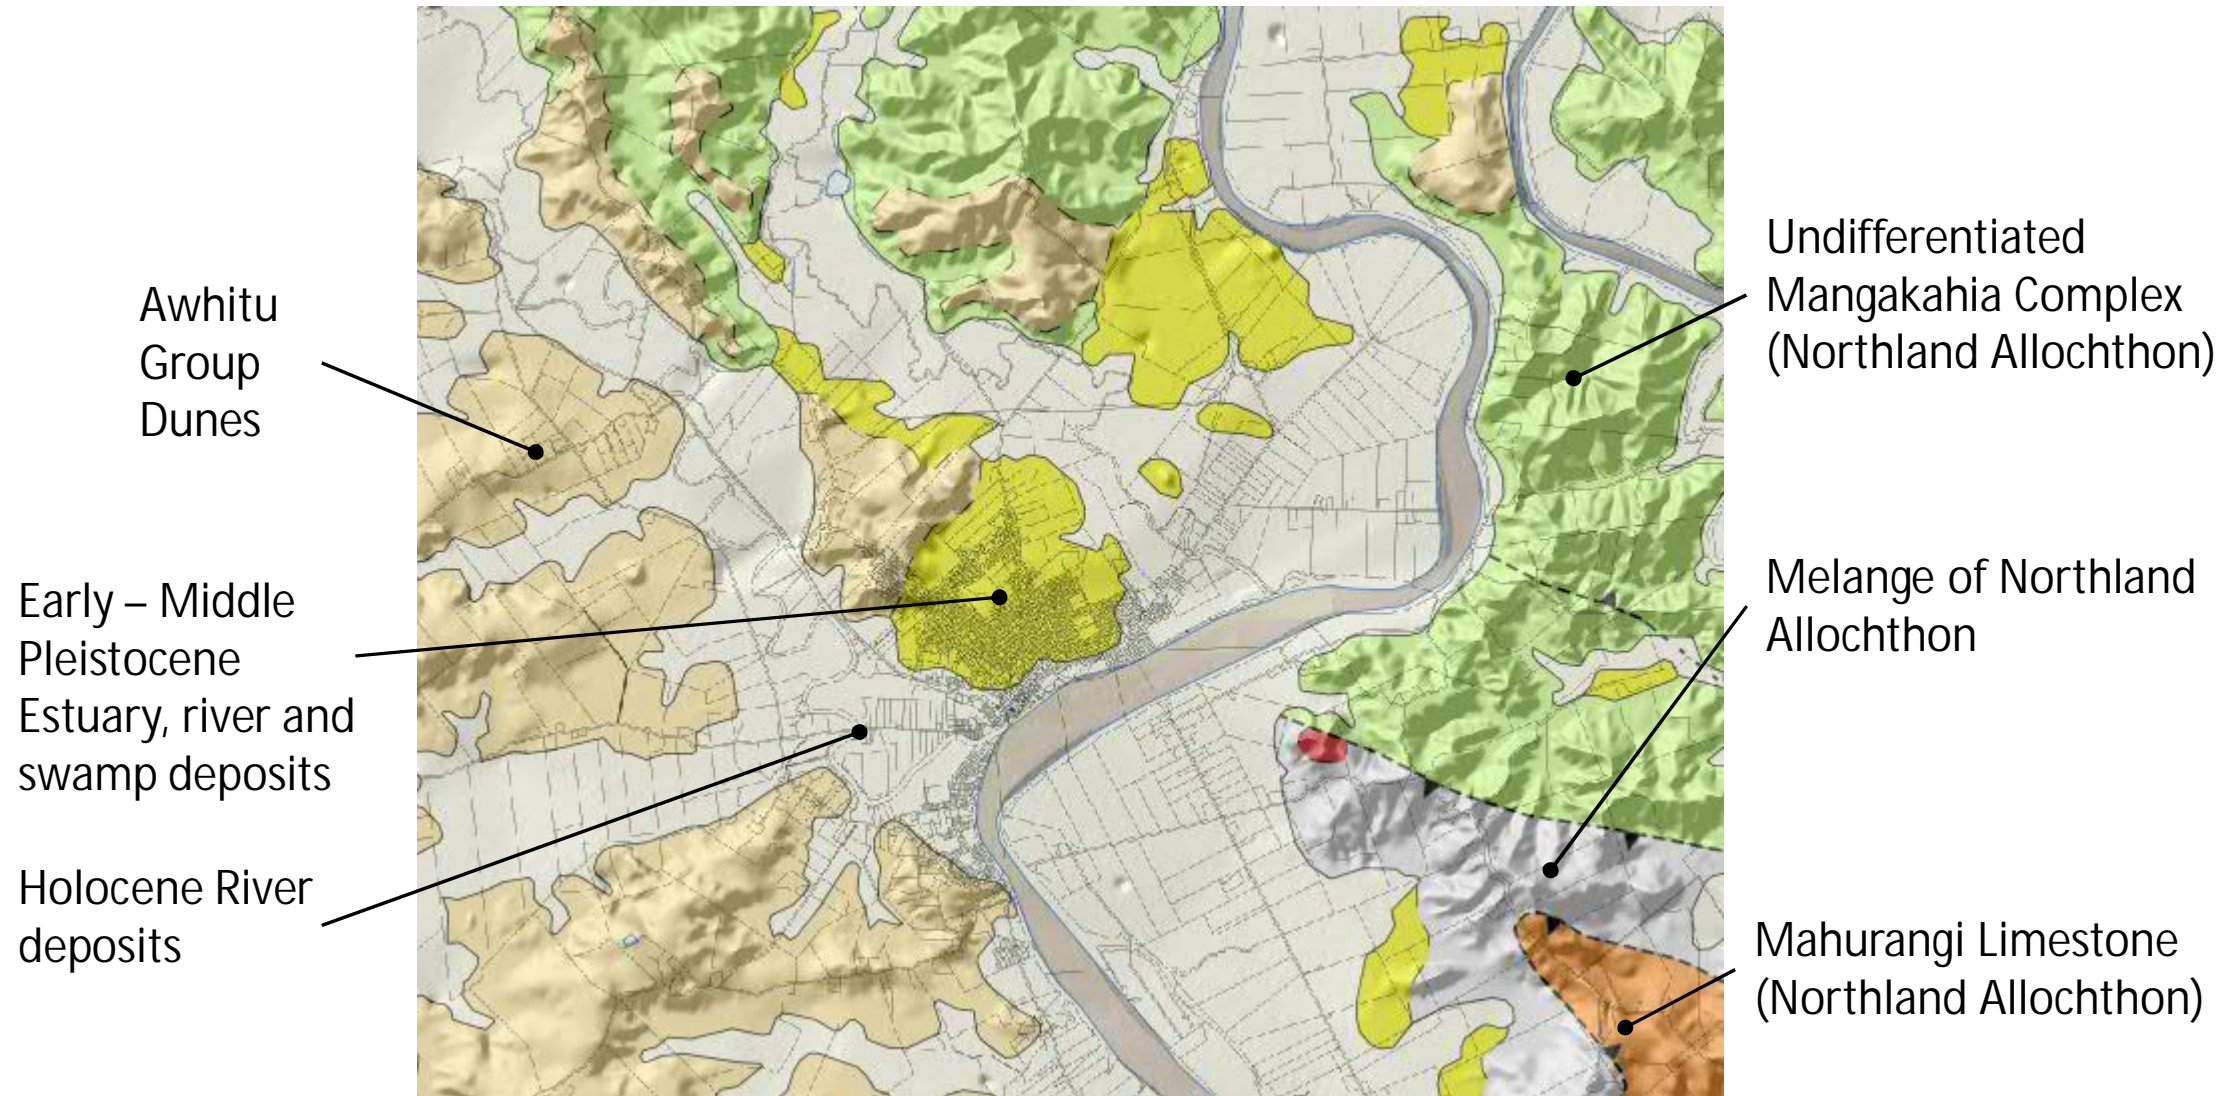 Awhitu
Group
Dunes
Early – Middle
Pleistocene
Estuary, river and
swamp deposits
Holocene River
deposits
Undifferentiated
Mangakahia Complex
(Northland Allochthon)
Melange of Northland
Allochthon
Mahurangi Limestone
(Northland Allochthon)